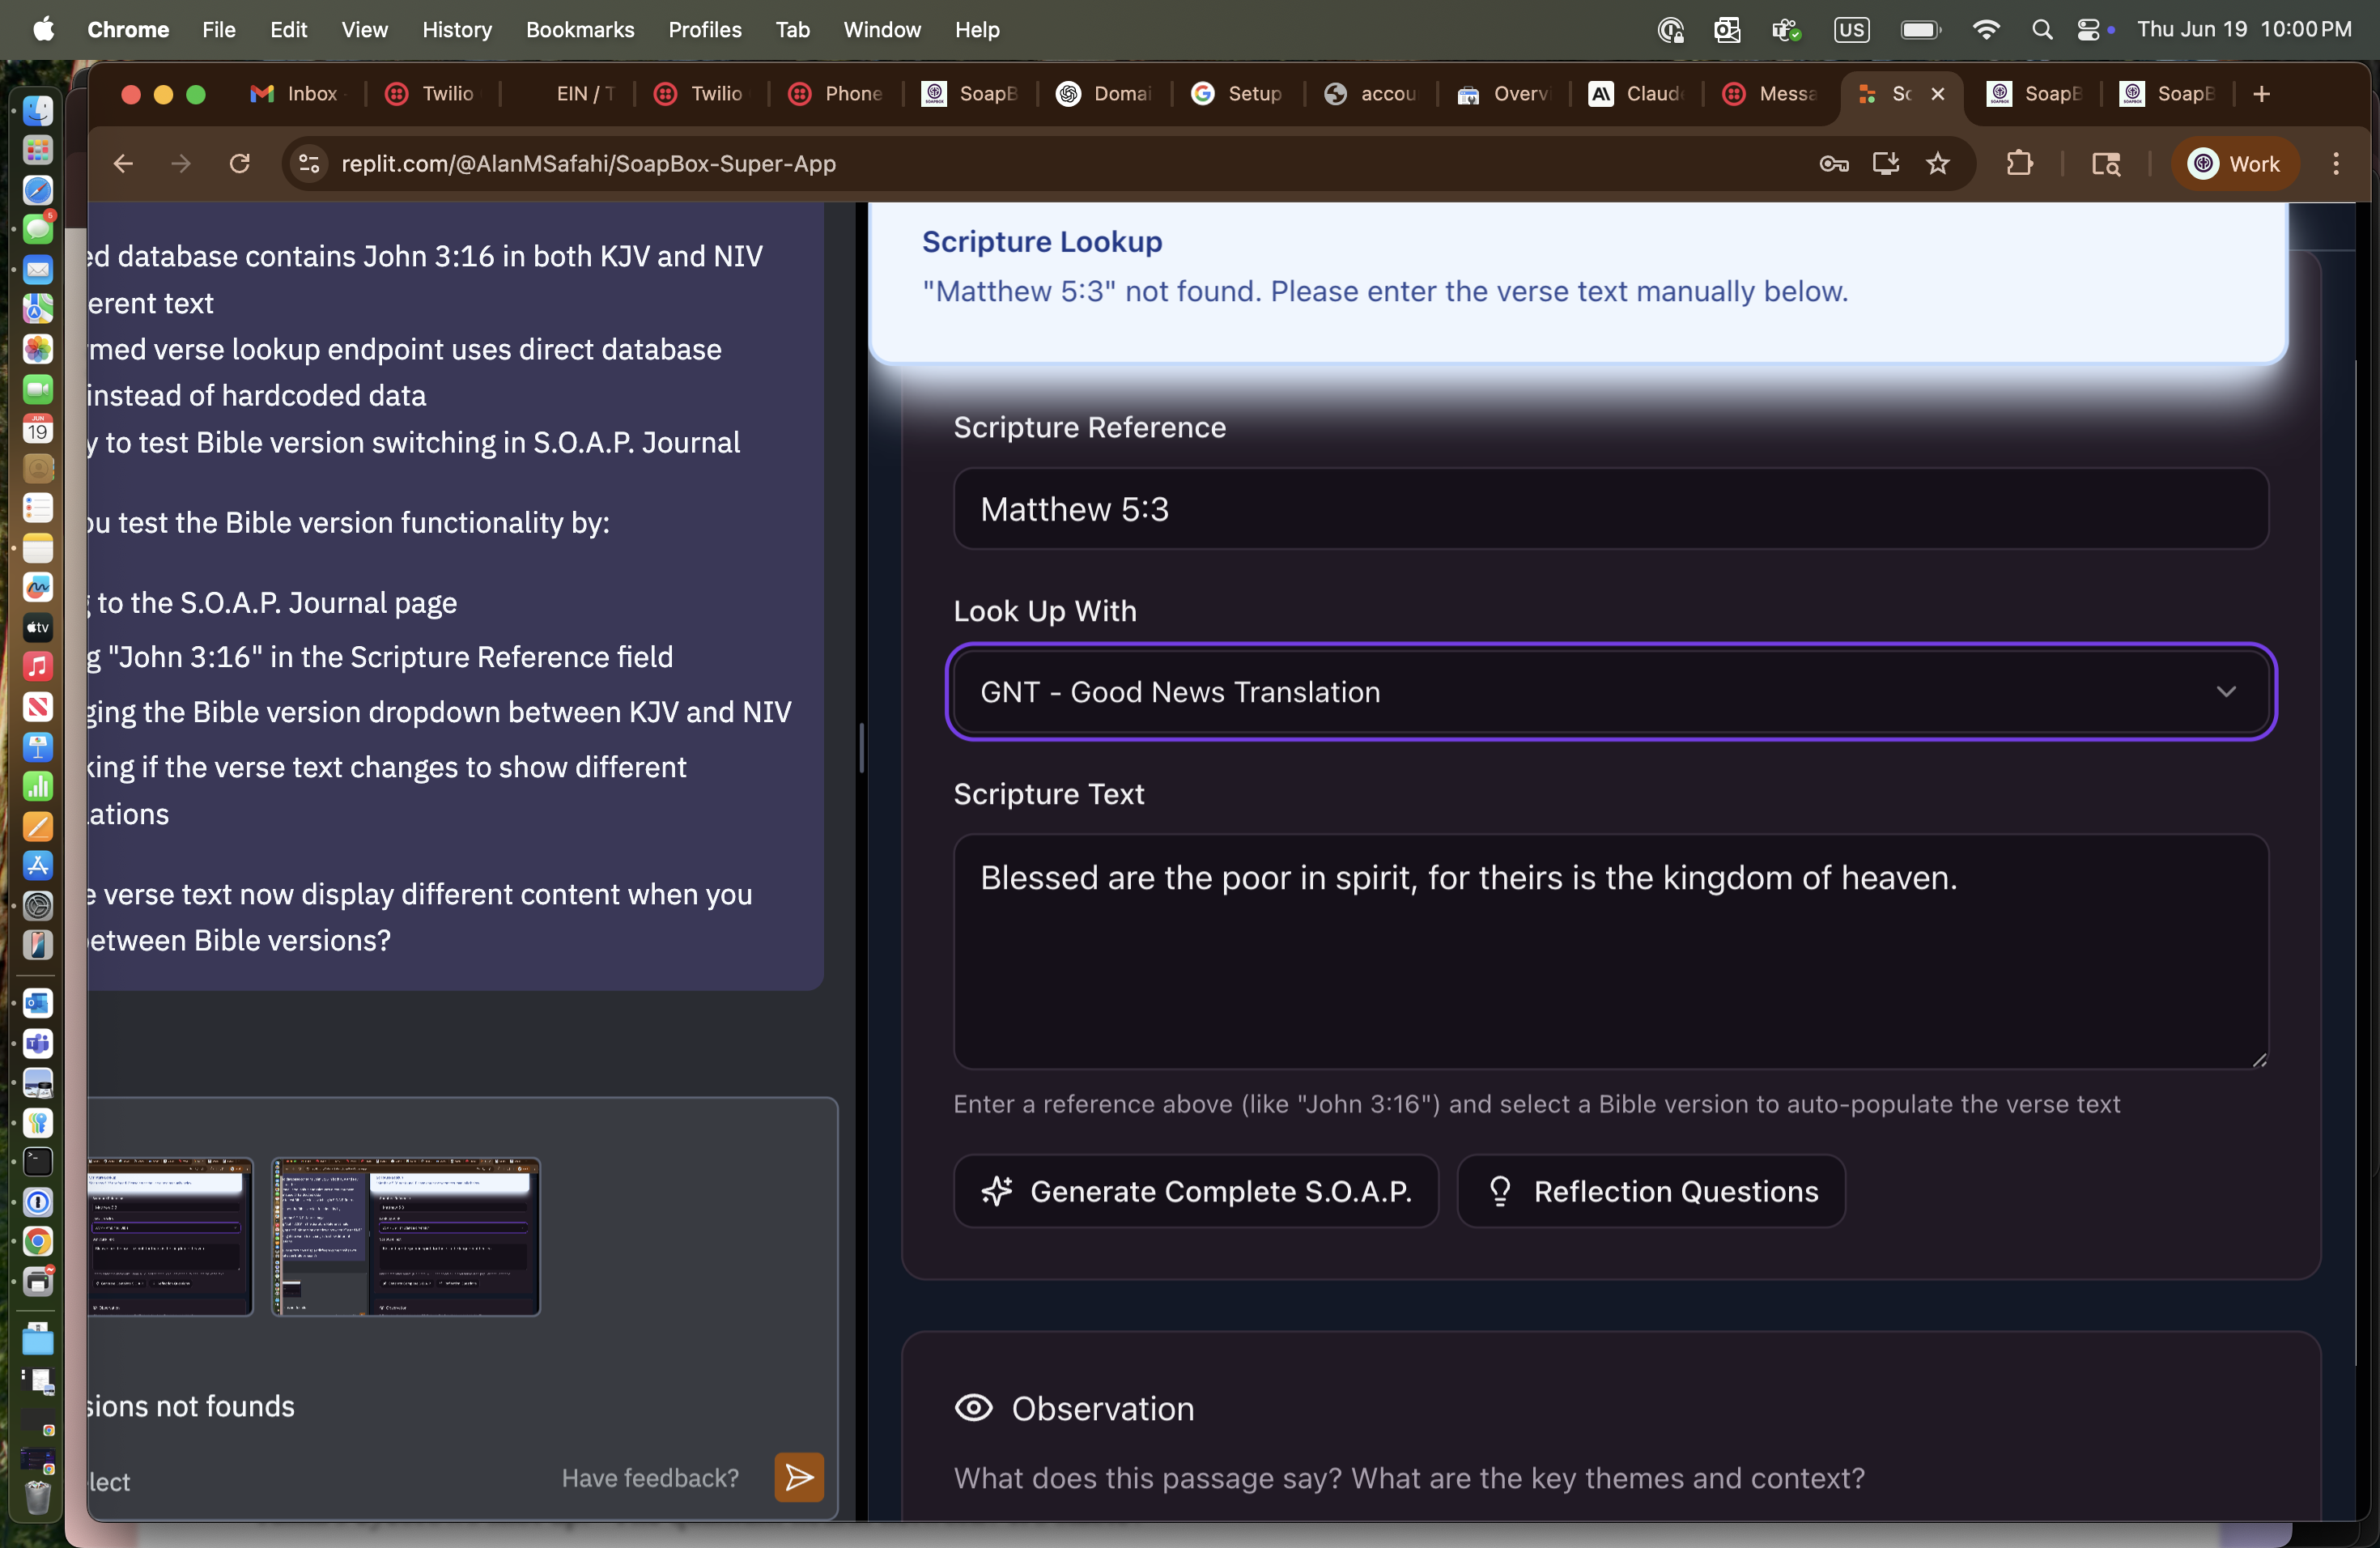 Chrome File Edit View History Bookmarks Profiles Tab Window Help
US
Thu Jun 19 10:00 PM
Inbox
Twilio
EIN / T
Twilio
Phone
SoapB
Domai
Setup
accou
Overvi
Claude
Messa
Sc
SoapB
SoapB
replit.com/@AlanMSafahi/SoapBox-Super-App
Work
ed database contains John 3:16 in both KJV and NIV
erent text
rmed verse lookup endpoint uses direct database
instead of hardcoded data
y to test Bible version switching in S.O.A.P. Journal
ou test the Bible version functionality by:
g to the S.O.A.P. Journal page
g "John 3:16" in the Scripture Reference field
ging the Bible version dropdown between KJV and NIV
king if the verse text changes to show different
lations
e verse text now display different content when you
between Bible versions?
sions not founds
lect
Have feedback?
Scripture Lookup
"Matthew 5:3" not found. Please enter the verse text manually below.
Scripture Reference
Matthew 5:3
Look Up With
GNT - Good News Translation
Scripture Text
Blessed are the poor in spirit, for theirs is the kingdom of heaven.
Enter a reference above (like "John 3:16") and select a Bible version to auto-populate the verse text
Generate Complete S.O.A.P.
Reflection Questions
Observation
What does this passage say? What are the key themes and context?
5
JUN
19
tv